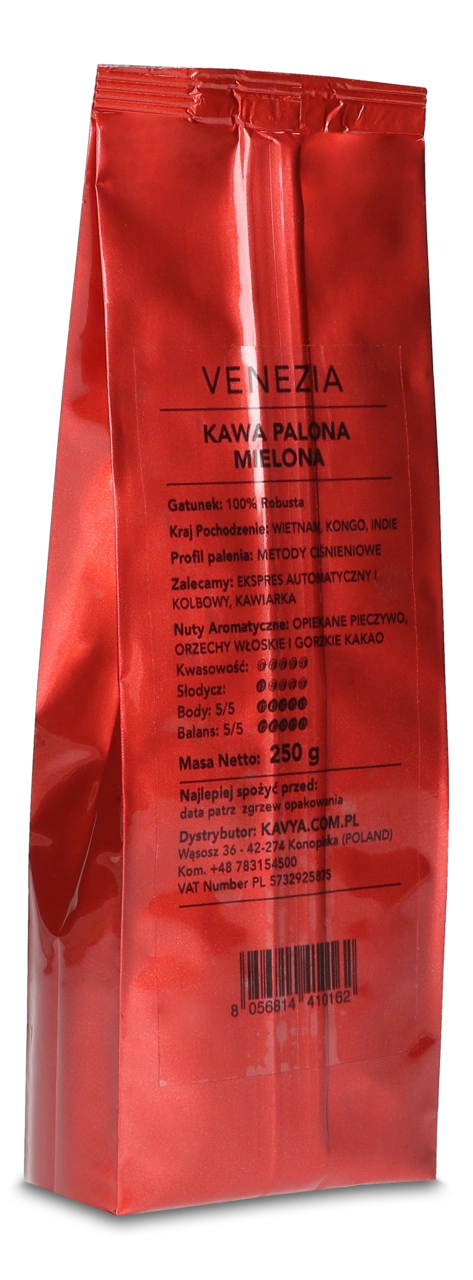 VENEZIA
KAWA PALONA
MIELONA
Gatunek: 100% Robusta
Kraj Pochodzenie: WIETNAM, KONGO, INDIE
Profil palenia: METODY CIŚNIENIOWE
Zalecamy: EKSPRES AUTOMATYCZNY I
KOLBOWY, KAWIARKA
Nuty Aromatyczne: OPIEKANE PIECZYWO,
ORZECHY WŁOSKIE I GORZKIE KAKAO
Kwasowość:
Słodycz:
Body: 5/5
Balans: 5/5
Masa Netto: 250 g
Najlepiej spożyć przed:
data patrz zgrzew opakowania
Dystrybutor: KAVYA.COM.PL
Wąsosz 36 - 42-274 Konopiska (POLAND)
Kom. +48 783154500
VAT Number PL 5732925875
8 056814 410162